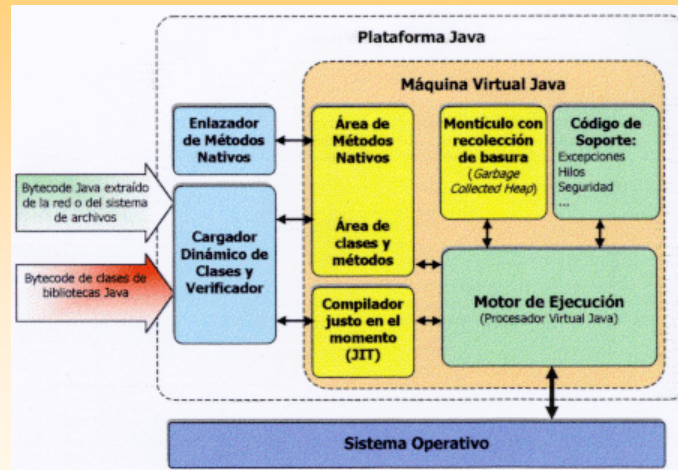 Plataforma Java
Máquina Virtual Java
Enlazador
de Métodos
Nativos
Área de
Métodos
Nativos
Área de
clases y
métodos
Montículo con
recolección
de basura
(Garbage
Collected Heap)
Código de
Soporte:
Excepciones
Hilos
Seguridad
...
Bytecode Java extraído
de la red o del sistema
de archivos
Cargador
Dinámico de
Clases y
Verificador
Bytecode de clases de
bibliotecas Java
Compilador
justo en el
momento
(JIT)
Motor de Ejecución
(Procesador Virtual Java)
Sistema Operativo